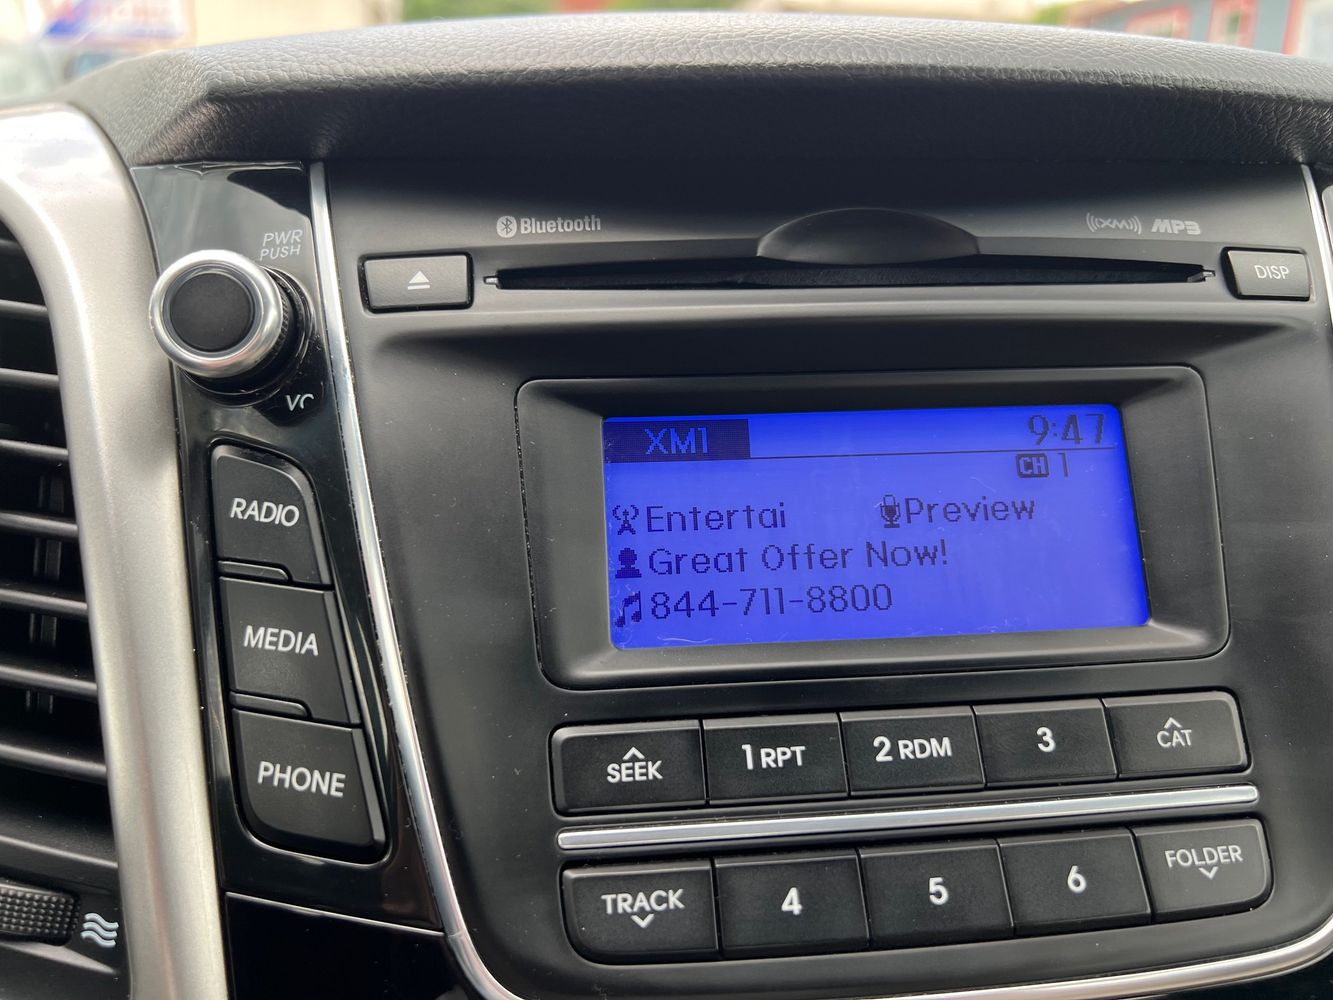 Bluetooth
XM MP3
PWR
PUSH
DISP
XM1 9:47
CH 1
Entertai Preview
Great Offer Now!
844-711-8800
RADIO
MEDIA
PHONE
SEEK 1 RPT 2 RDM 3 CAT
TRACK 4 5 6 FOLDER